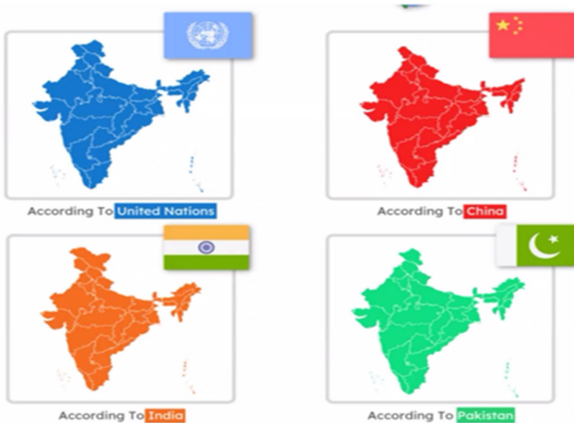 According To United Nations
According To China
According To India
According To Pakistan